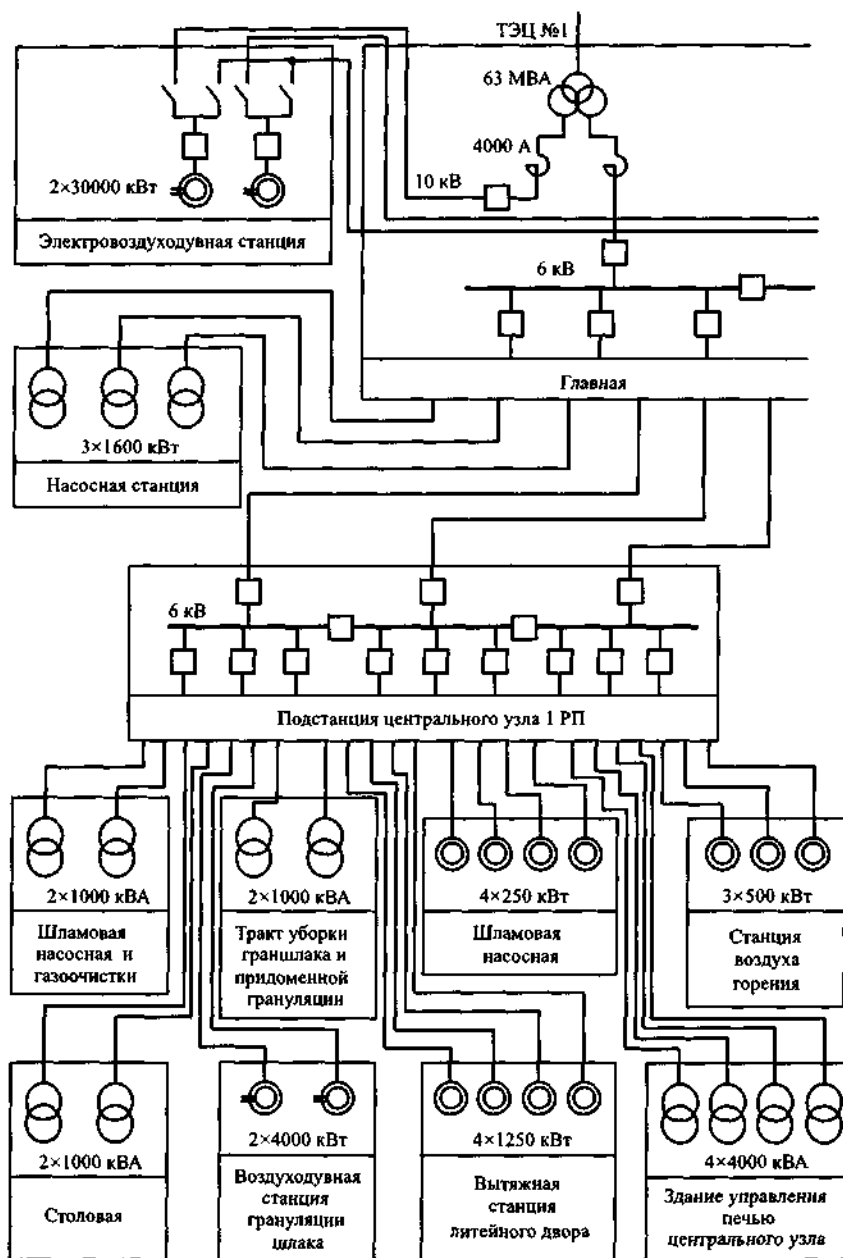 ТЭЦ №1
63 МВА
4000 А
10 кВ
2×30000 кВт
Электровоздуходувная станция
6 кВ
Главная
3×1600 кВт
Насосная станция
6 кВ
Подстанция центрального узла 1 РП
2×1000 кВА
Шламовая
насосная и
газоочистки
2×1000 кВА
Тракт уборки
граншлака и
придоменной
грануляции
4×250 кВт
Шламовая
насосная
3×500 кВт
Станция
воздуха
горения
2×1000 кВА
Столовая
2×4000 кВт
Воздуходувная
станция
грануляции
шлака
4×1250 кВт
Вытяжная
станция
литейного двора
4×4000 кВА
Здание управления
печью
центрального узла